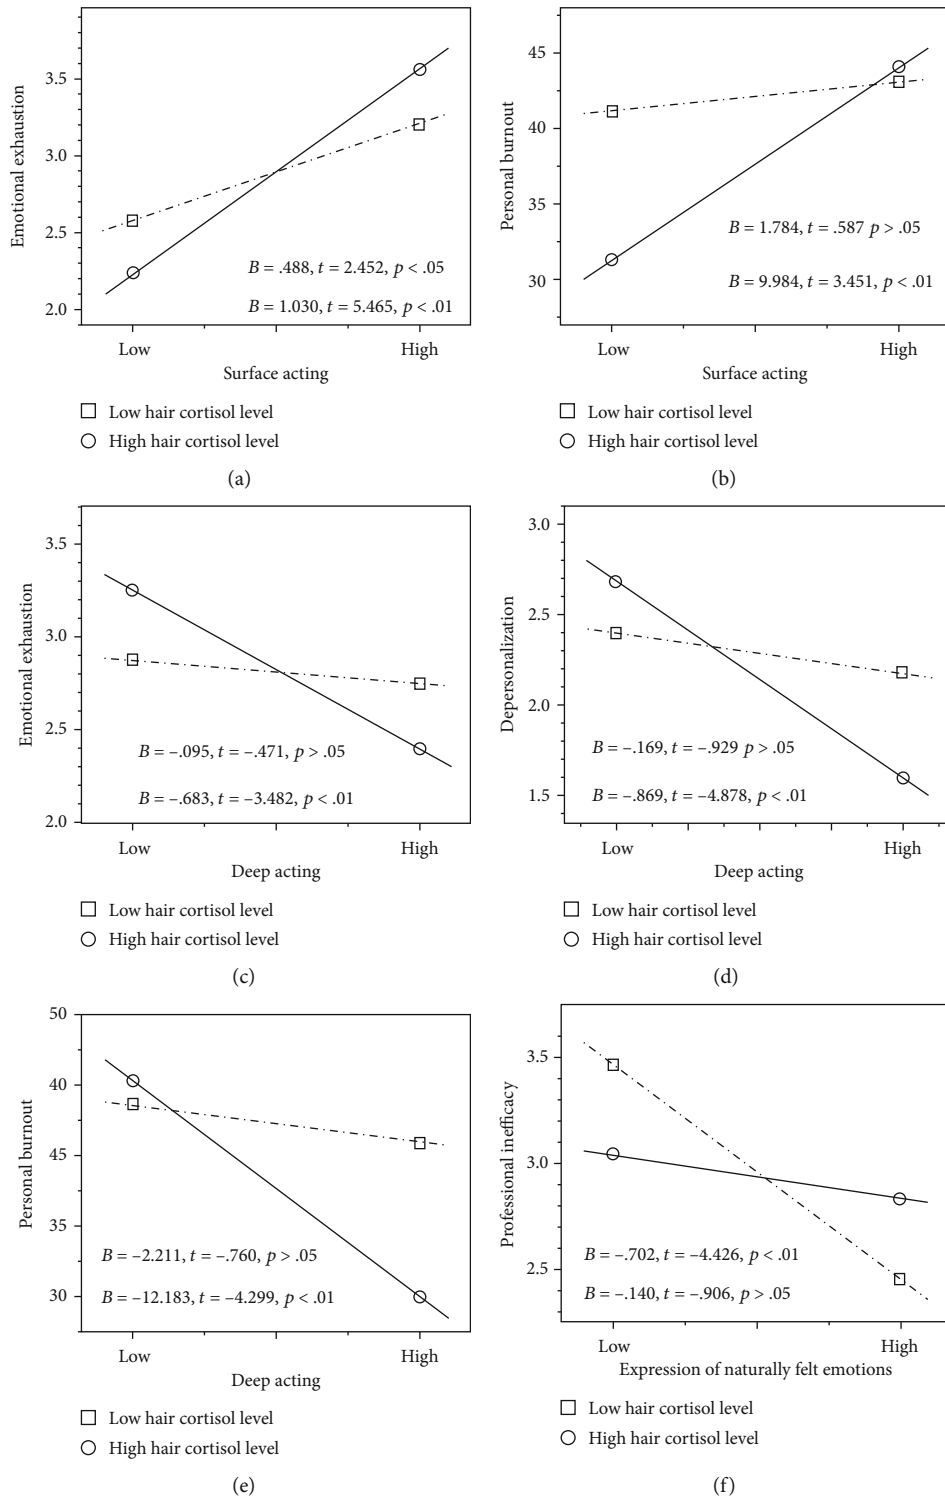 3.5
3.0
2.5
2.0
Emotional exhaustion
B = .488, t = 2.452, p < .05
B = 1.030, t = 5.465, p < .01
Low High
Surface acting
Low hair cortisol level
High hair cortisol level
(a)
45
40
35
30
Personal burnout
B = 1.784, t = .587 p > .05
B = 9.984, t = 3.451, p < .01
Low High
Surface acting
Low hair cortisol level
High hair cortisol level
(b)
3.5
3.0
2.5
2.0
Emotional exhaustion
B = –.095, t = –.471, p > .05
B = –.683, t = –3.482, p < .01
Low High
Deep acting
Low hair cortisol level
High hair cortisol level
(c)
3.0
2.5
2.0
1.5
Depersonalization
B = –.169, t = –.929 p > .05
B = –.869, t = –4.878, p < .01
Low High
Deep acting
Low hair cortisol level
High hair cortisol level
(d)
50
40
45
35
30
Personal burnout
B = –2.211, t = –.760, p > .05
B = –12.183, t = –4.299, p < .01
Low High
Deep acting
Low hair cortisol level
High hair cortisol level
(e)
3.5
3.0
2.5
Professional inefficacy
B = –.702, t = –4.426, p < .01
B = –.140, t = –.906, p > .05
Low High
Expression of naturally felt emotions
Low hair cortisol level
High hair cortisol level
(f)